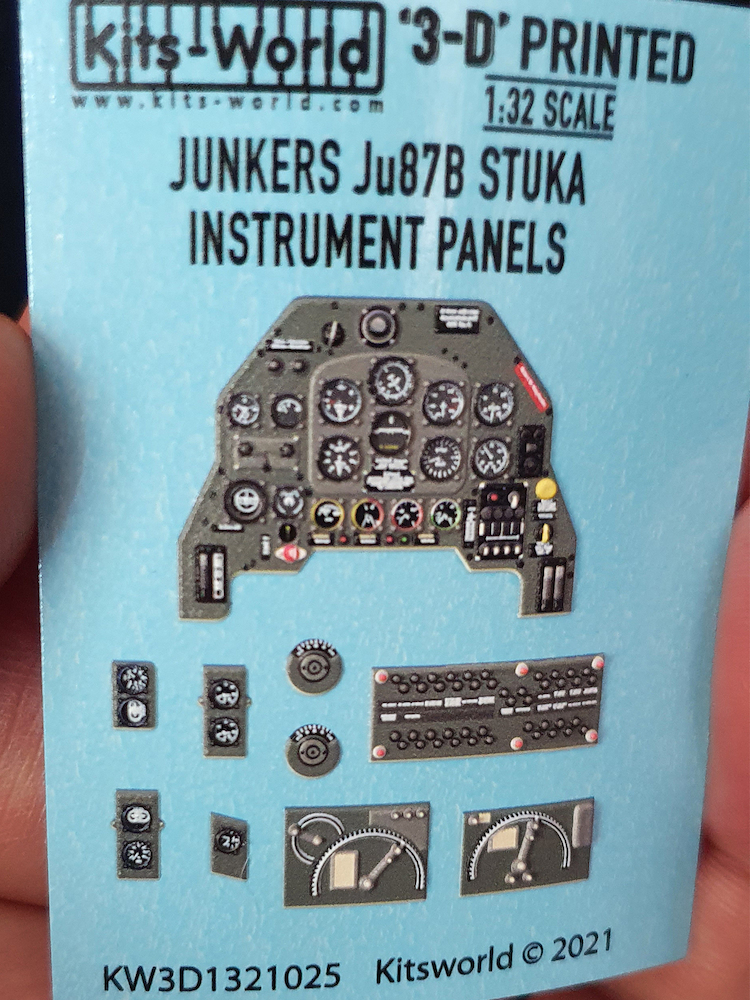 Kits-World '3-D' PRINTED
www.kits-world.com 1:32 SCALE
JUNKERS Ju87B STUKA
INSTRUMENT PANELS
KW3D1321025 Kitsworld © 2021